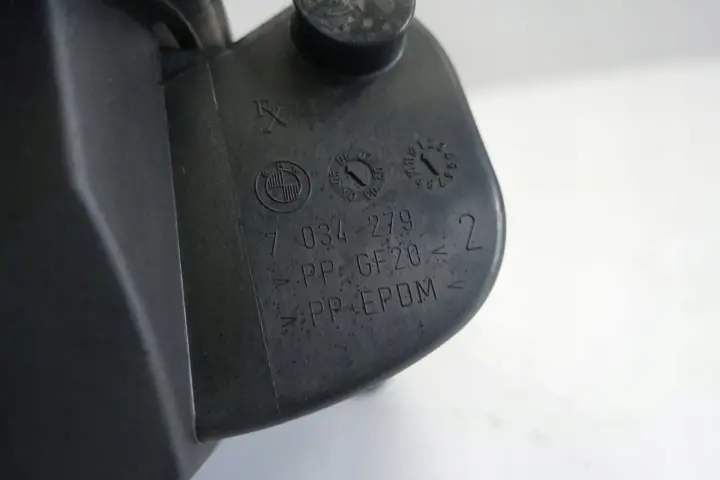 7 034 279
> PP GF20 < 2
> PP-EPDM <